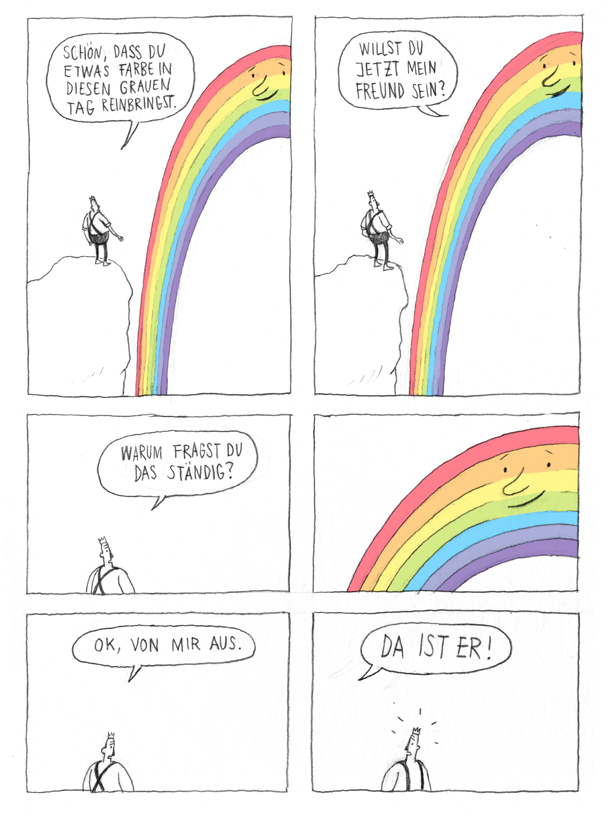 SCHÖN, DASS DU
ETWAS FARBE IN
DIESEN GRAUEN
TAG REINBRINGST.
WILLST DU
JETZT MEIN
FREUND SEIN?
WARUM FRAGST DU
DAS STÄNDIG?
OK, VON MIR AUS.
DA IST ER!